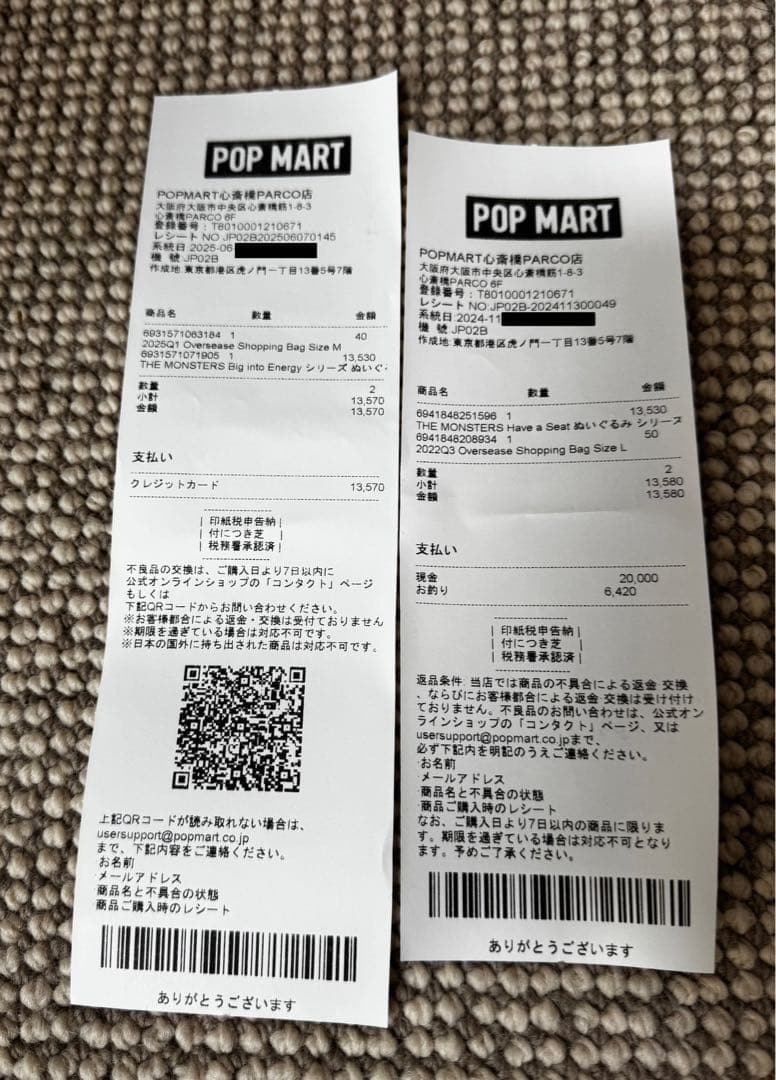 POP MART
POPMART心斎橋PARCO店
大阪府大阪市中央区心斎橋筋1-8-3
心斎橋PARCO 6F
登録番号：T8010001210671
レシート NO:JP02B202506070145
系統日:2025-06
機 號:JP02B
作成地:東京都港区虎ノ門一丁目13番5号7階
商品名 数量 金額
6931571063184 1 40
2025Q1 Oversease Shopping Bag Size M
6931571071905 1 13,530
THE MONSTERS Big into Energy シリーズ ぬいぐ
数量 2
小計 13,570
金額 13,570
支払い
クレジットカード 13,570
| 印紙税申告納 |
| 付につき芝 |
| 税務署承認済 |
不良品の交換は、ご購入日より7日以内に
公式オンラインショップの「コンタクト」ページ
もしくは
下記QRコードからお問い合わせください。
※お客様都合による返金・交換は受付ておりません
※期限を過ぎている場合は対応不可です。
※日本の国外に持ち出された商品は対応不可です。
上記QRコードが読み取れない場合は、
usersupport@popmart.co.jp
まで、下記内容をご連絡ください。
·お名前
·メールアドレス
·商品名と不具合の状態
·商品ご購入時のレシート
ありがとうございます
POP MART
POPMART心斎橋PARCO店
大阪府大阪市中央区心斎橋筋1-8-3
心斎橋PARCO 6F
登録番号：T8010001210671
レシート NO:JP02B-202411300049
系統日:2024-11
機 號:JP02B
作成地:東京都港区虎ノ門一丁目13番5号7階
商品名 数量 金額
6941848251596 1 13,530
THE MONSTERS Have a Seat ぬいぐるみ シリーズ
6941848208934 1 50
2022Q3 Oversease Shopping Bag Size L
数量 2
小計 13,580
金額 13,580
支払い
現金 20,000
お釣り 6,420
| 印紙税申告納 |
| 付につき芝 |
| 税務署承認済 |
返品条件: 当店では商品の不具合による返金 交換
、ならびにお客様都合による返金 交換は受け付け
ておりません。不良品のお問い合わせは、公式オン
ラインショップの「コンタクト」ページ、又は
usersupport@popmart.co.jpまで、
必ず下記内を明記のうえご連絡ください。
·お名前
·メールアドレス
·商品名と不具合の状態
·商品ご購入時のレシート
なお、ご購入日より7日以内の商品に限りま
す。期限を過ぎている場合は対応不可となり
ます。予めご了承ください。
ありがとうございます